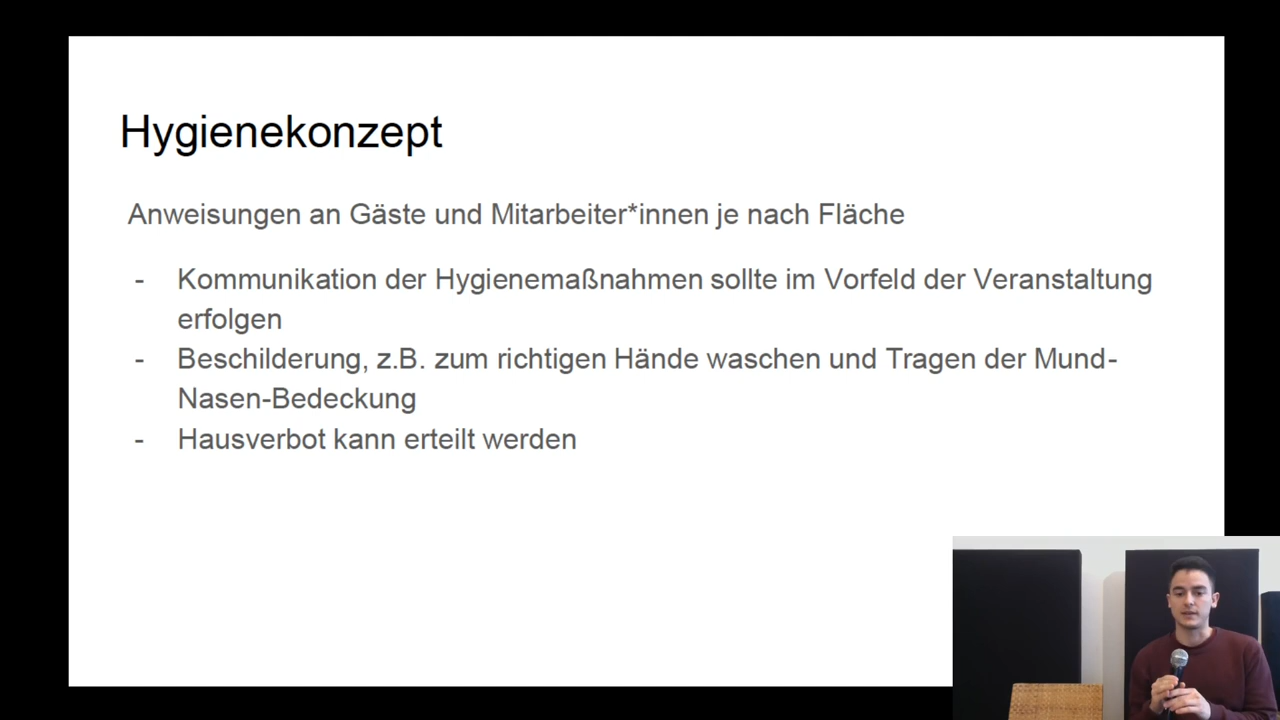 Hygienekonzept
Anweisungen an Gäste und Mitarbeiter*innen je nach Fläche
- Kommunikation der Hygienemaßnahmen sollte im Vorfeld der Veranstaltung
erfolgen
- Beschilderung, z.B. zum richtigen Hände waschen und Tragen der Mund-
Nasen-Bedeckung
- Hausverbot kann erteilt werden